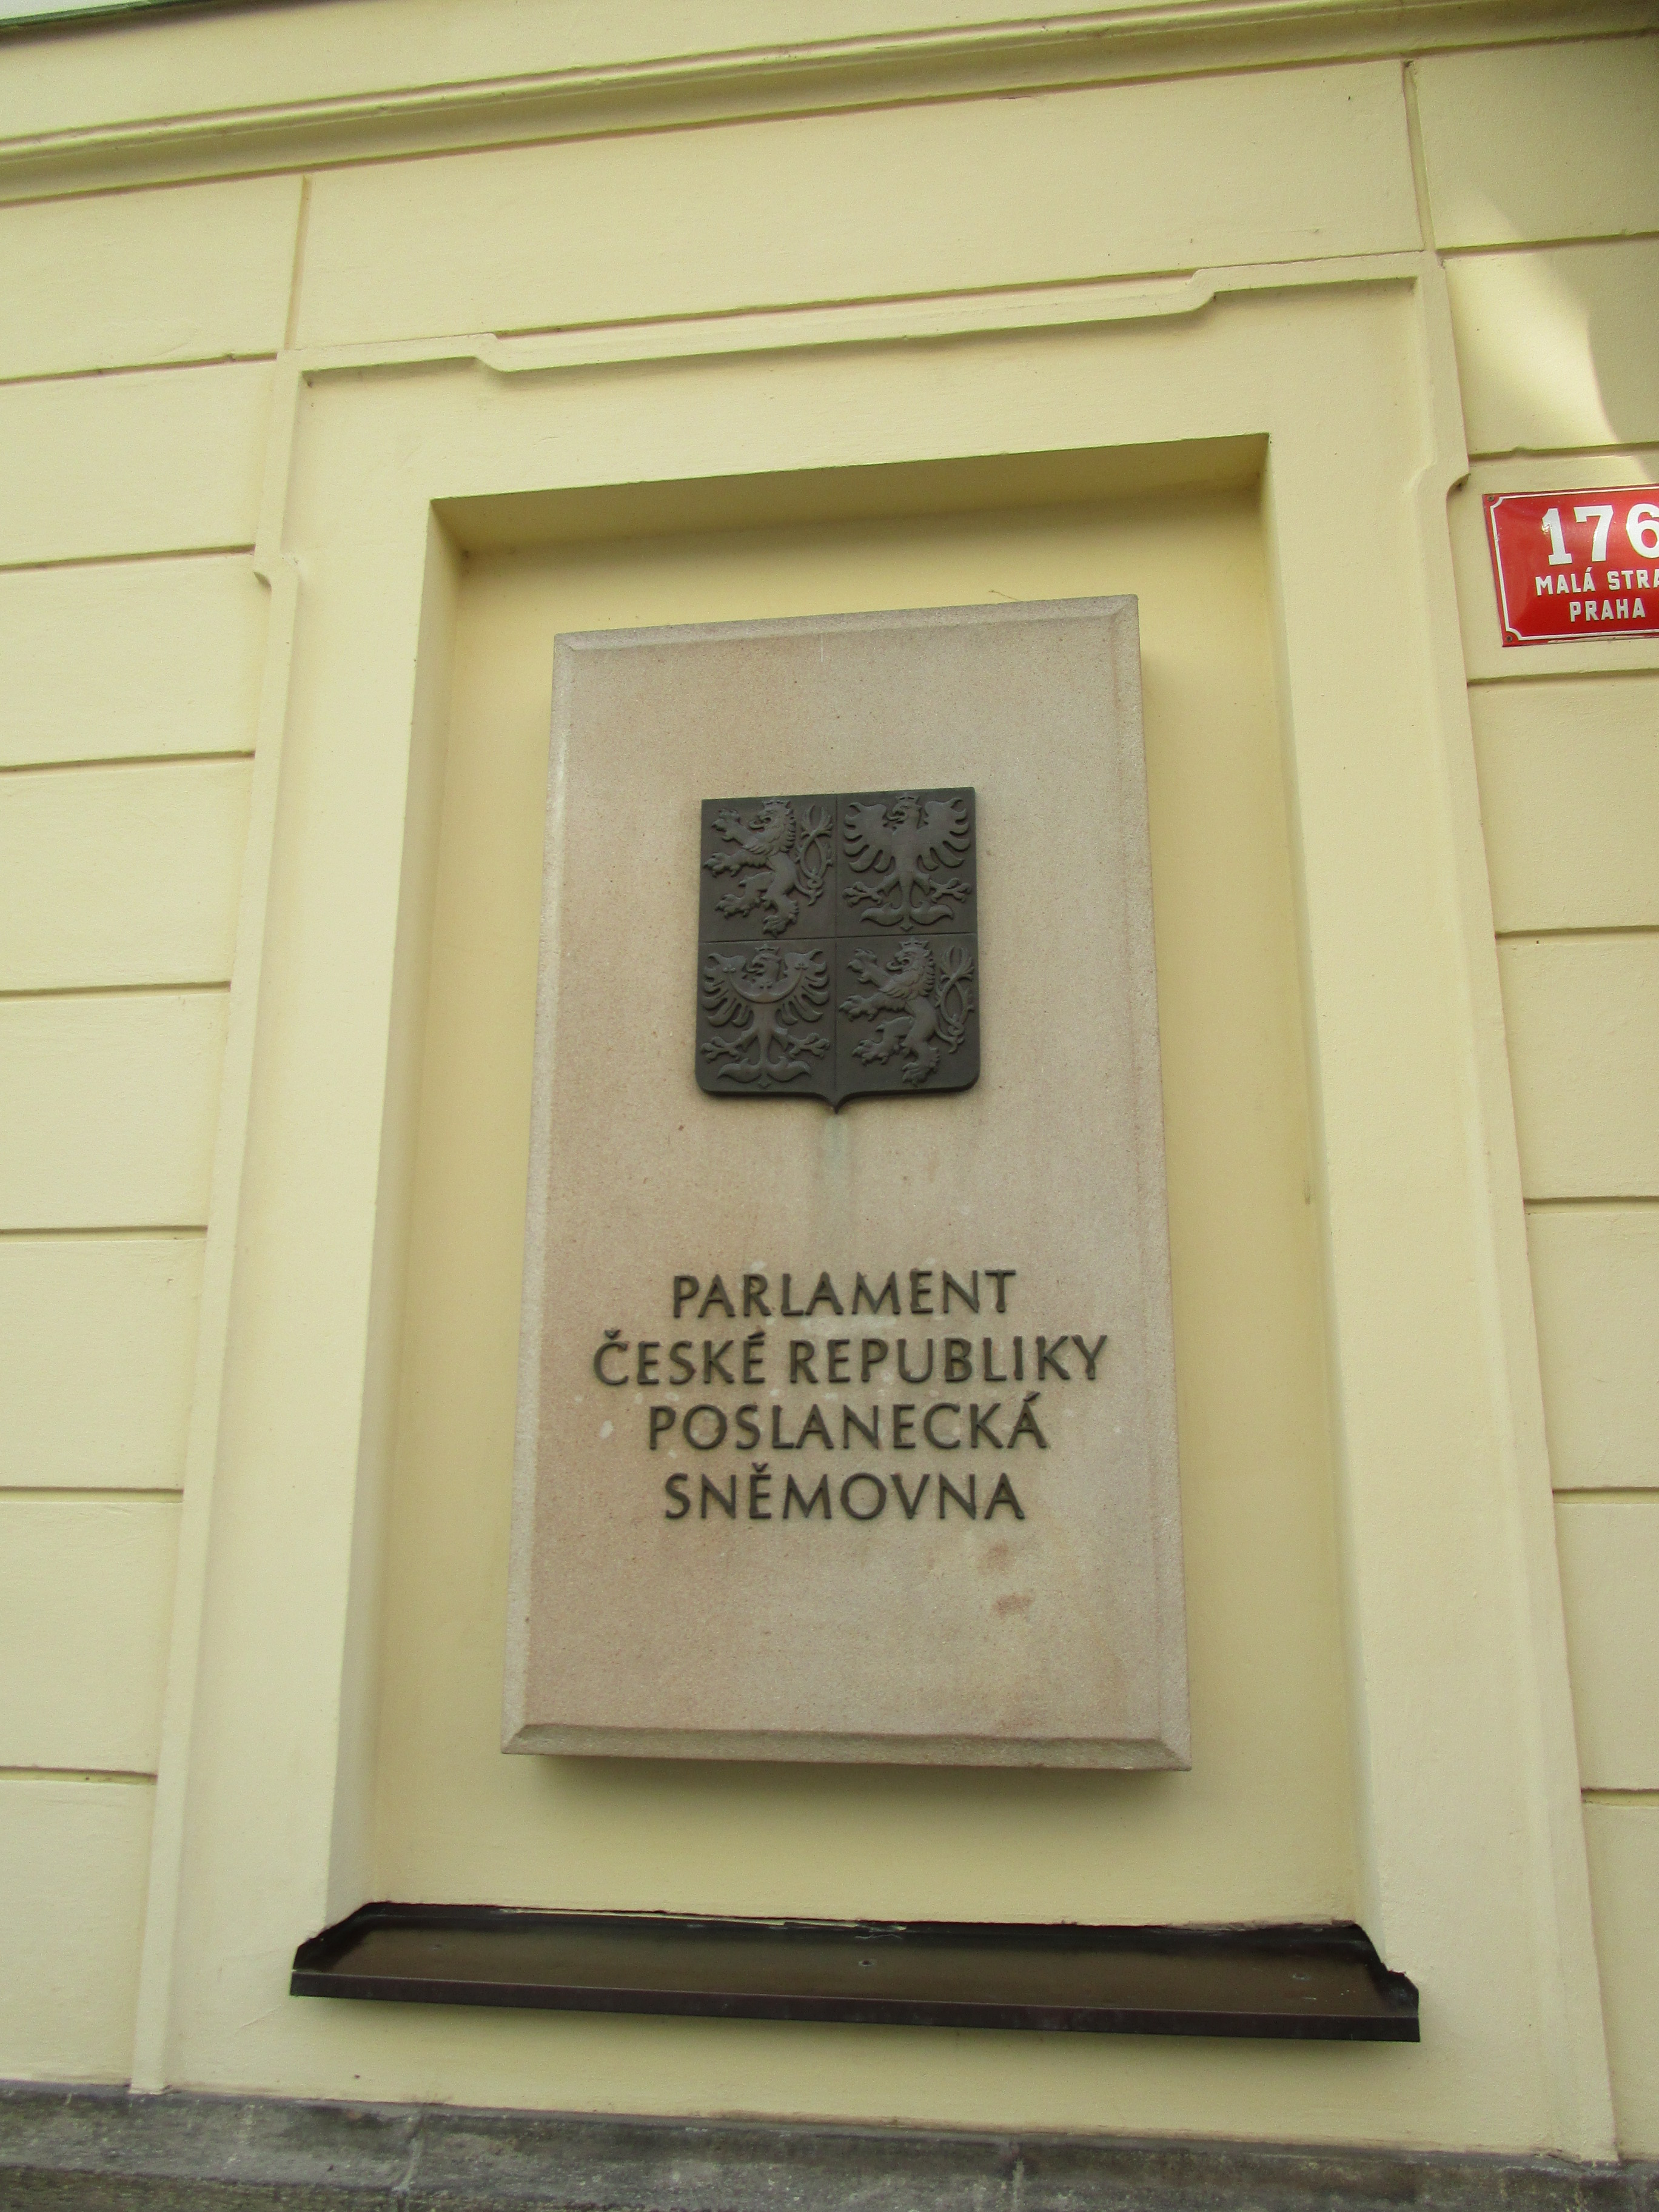 PARLAMENT
ČESKÉ REPUBLIKY
POSLANECKÁ
SNĚMOVNA
176
MALÁ STRA
PRAHA